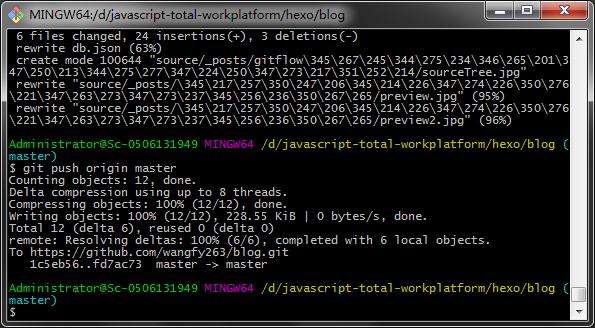 MINGW64:/d/javascript-total-workplatform/hexo/blog
6 files changed, 24 insertions(+), 3 deletions(-)
rewrite db.json (63%)
create mode 100644 "source/_posts/gitflow\345\267\245\344\275\234\346\265\201\3
47\250\213\344\275\277\347\224\250\347\273\217\351\252\214/sourceTree.jpg"
rewrite "source/_posts/\345\217\257\350\247\206\345\214\226\347\274\226\350\276
\221\347\263\273\347\273\237\345\256\236\350\267\265/preview.jpg" (95%)
rewrite "source/_posts/\345\217\257\350\247\206\345\214\226\347\274\226\350\276
\221\347\263\273\347\273\237\345\256\236\350\267\265/preview2.jpg" (96%)
Administrator@Sc-0506131949 MINGW64 /d/javascript-total-workplatform/hexo/blog (
master)
$ git push origin master
Counting objects: 12, done.
Delta compression using up to 8 threads.
Compressing objects: 100% (12/12), done.
Writing objects: 100% (12/12), 228.55 KiB | 0 bytes/s, done.
Total 12 (delta 6), reused 0 (delta 0)
remote: Resolving deltas: 100% (6/6), completed with 6 local objects.
To https://github.com/wangfy263/blog.git
1c5eb56..fd7ac73 master -> master
Administrator@Sc-0506131949 MINGW64 /d/javascript-total-workplatform/hexo/blog (
master)
$